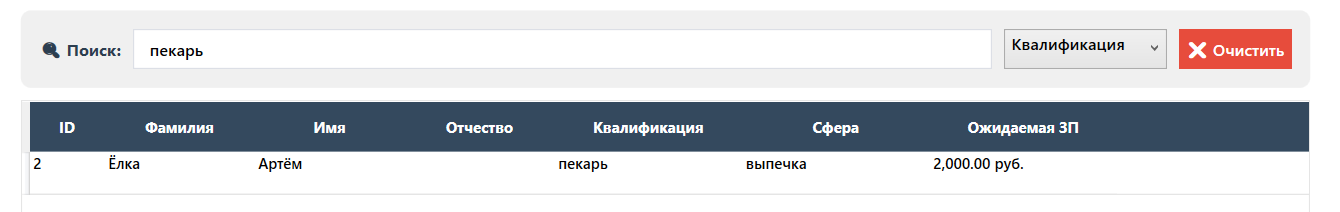 Поиск: пекарь Квалификация Очистить
ID Фамилия Имя Отчество Квалификация Сфера Ожидаемая ЗП
2 Ёлка Артём пекарь выпечка 2,000.00 руб.